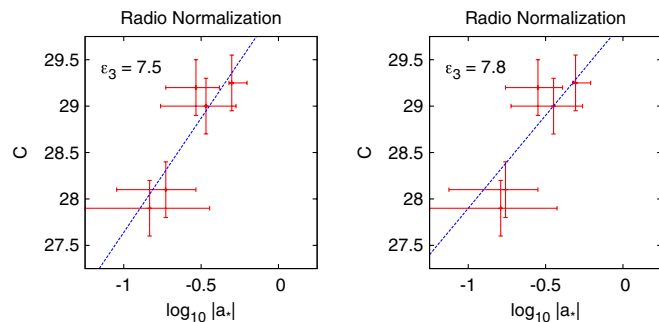 Radio Normalization
ε3 = 7.5
C
29.5
29
28.5
28
27.5
-1
-0.5
0
log10 |a*|
Radio Normalization
ε3 = 7.8
C
29.5
29
28.5
28
27.5
-1
-0.5
0
log10 |a*|